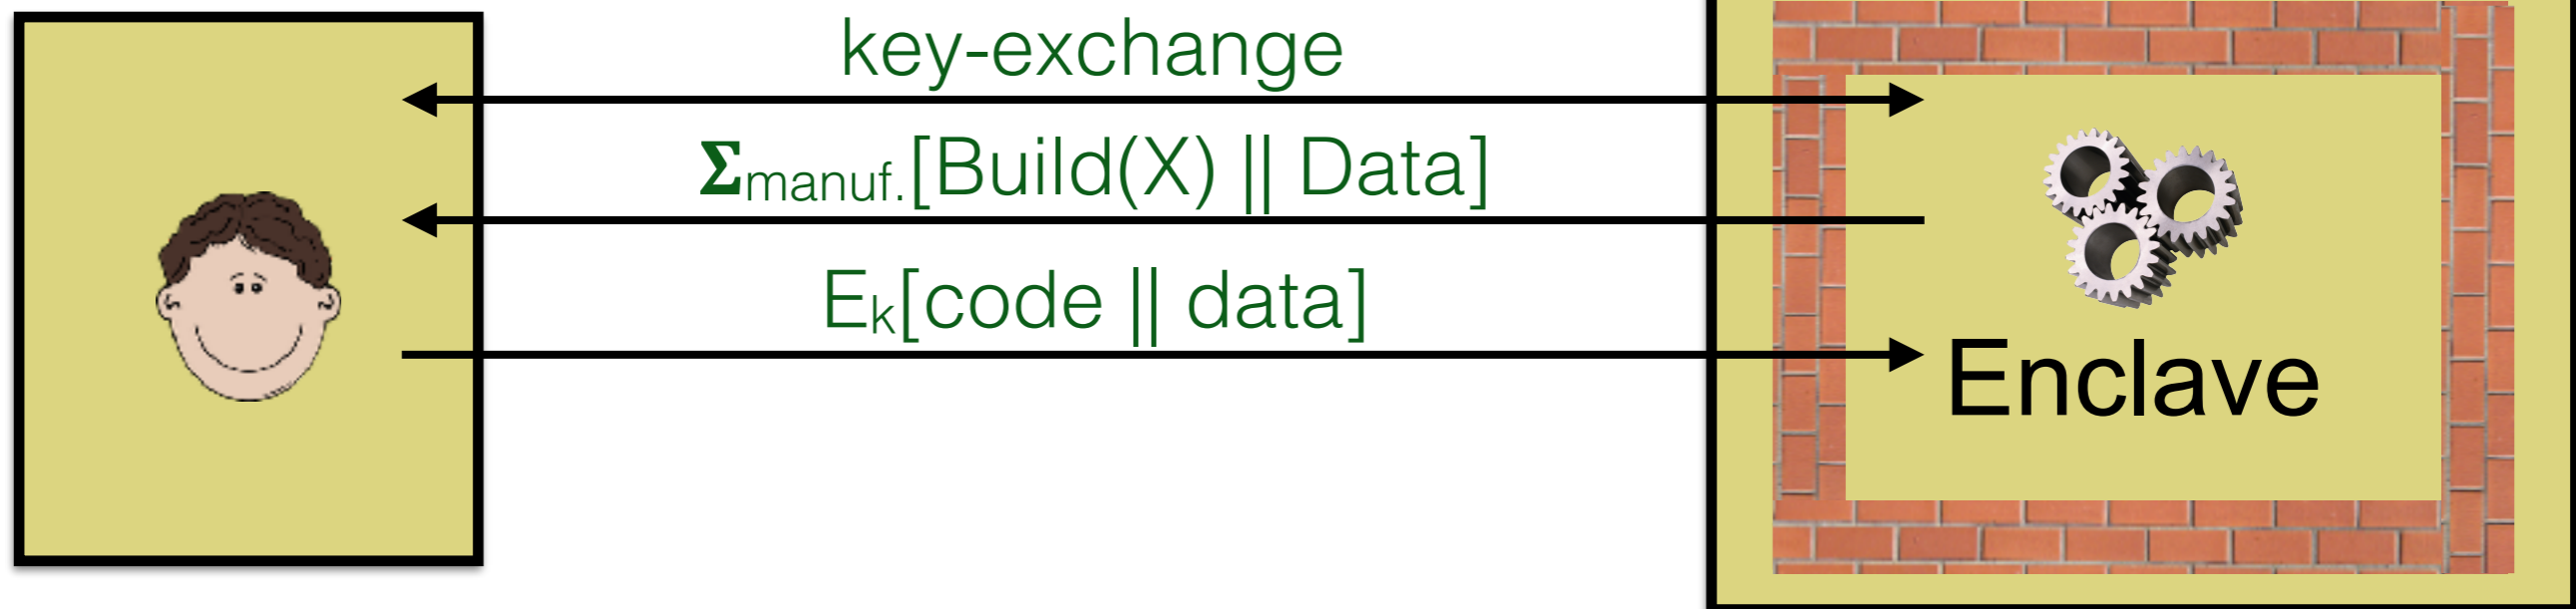 key-exchange
Σmanuf.[Build(X) || Data]
Ek[code || data]
Enclave